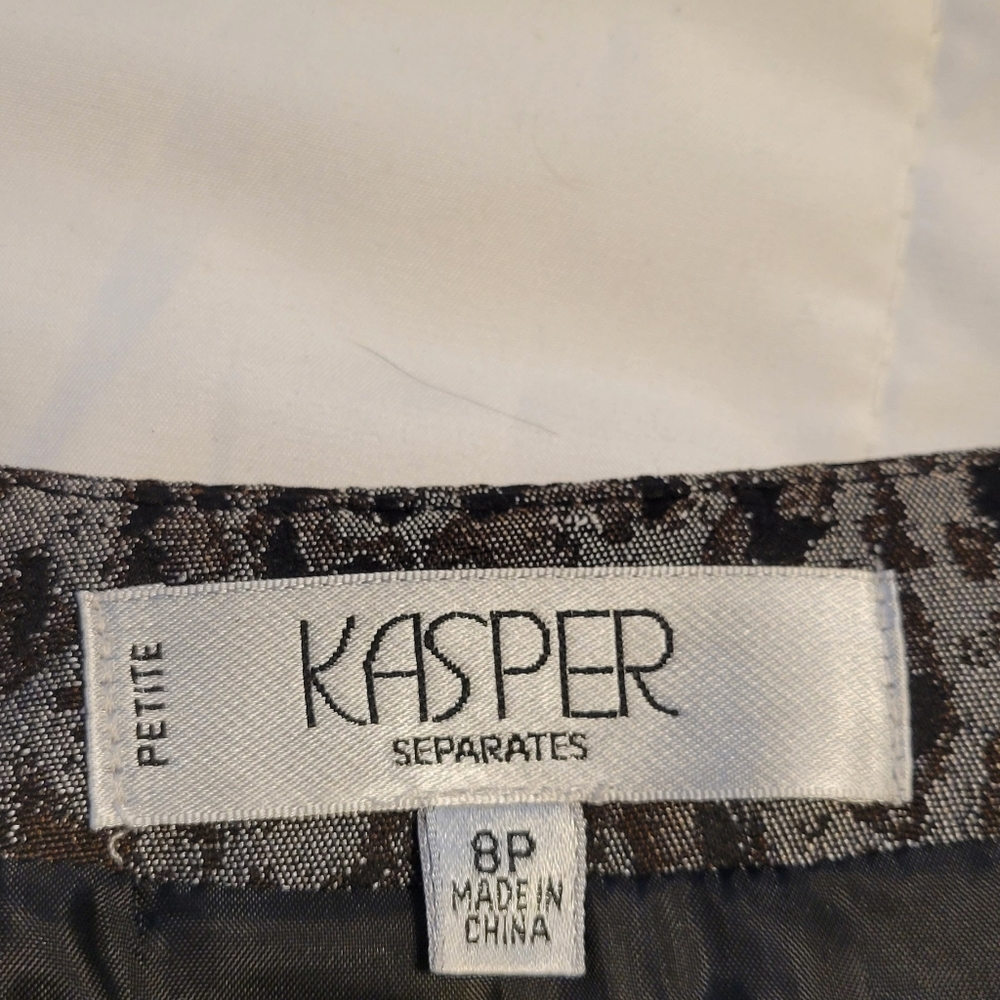 PETITE
KASPER
SEPARATES
8P
MADE IN
CHINA